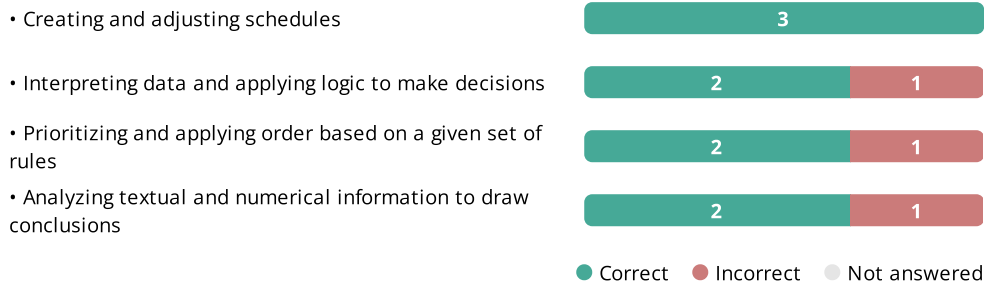 • Creating and adjusting schedules
3
• Interpreting data and applying logic to make decisions
2 1
• Prioritizing and applying order based on a given set of
rules
2 1
• Analyzing textual and numerical information to draw
conclusions
2 1
Correct Incorrect Not answered